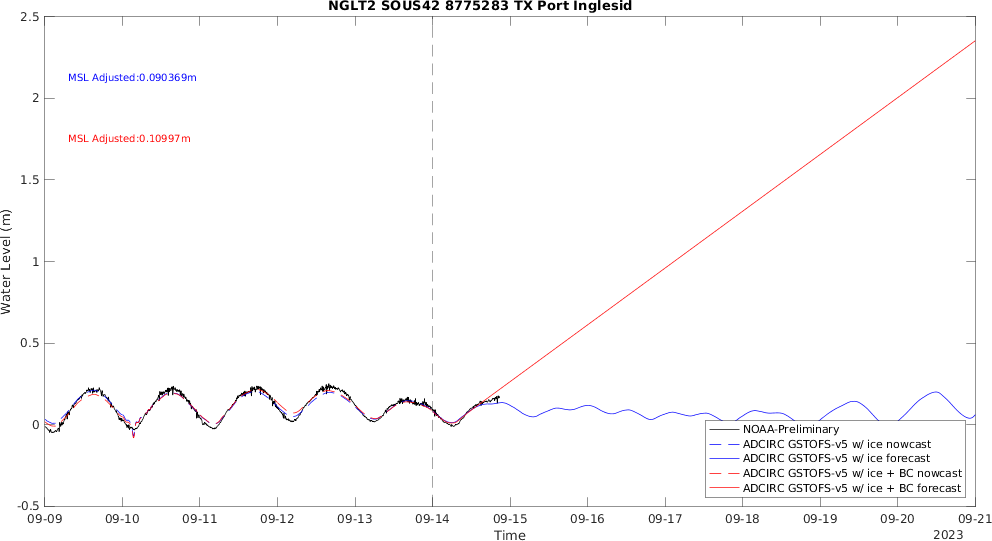 NGLT2 SOUS42 8775283 TX Port Inglesid
2.5
2
1.5
1
0.5
0
-0.5
Water Level (m)
MSL Adjusted:0.090369m
MSL Adjusted:0.10997m
NOAA-Preliminary
ADCIRC GSTOFS-v5 w/ ice nowcast
ADCIRC GSTOFS-v5 w/ ice forecast
ADCIRC GSTOFS-v5 w/ ice + BC nowcast
ADCIRC GSTOFS-v5 w/ ice + BC forecast
09-09 09-10 09-11 09-12 09-13 09-14 09-15 09-16 09-17 09-18 09-19 09-20 09-21
Time
2023